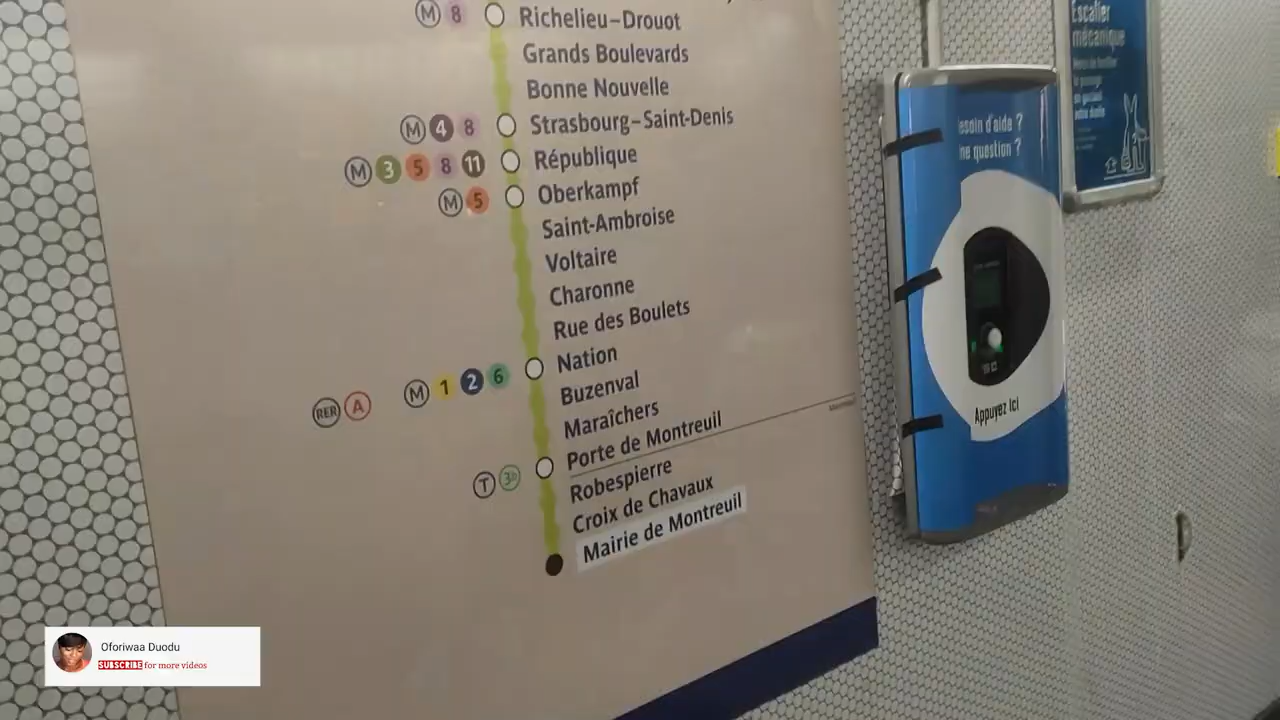 M 8 Richelieu–Drouot
Grands Boulevards
Bonne Nouvelle
M 4 8 Strasbourg–Saint-Denis
M 3 5 8 11 République
M 5 Oberkampf
Saint-Ambroise
Voltaire
Charonne
Rue des Boulets
RER A M 1 2 6 Nation
Buzenval
Maraîchers
Porte de Montreuil
T 3b
Robespierre
Croix de Chavaux
Mairie de Montreuil
esoin d'aide ?
ne question ?
Appuyez ici
Escalier
mécanique
Oforiwaa Duodu
SUBSCRIBE for more videos